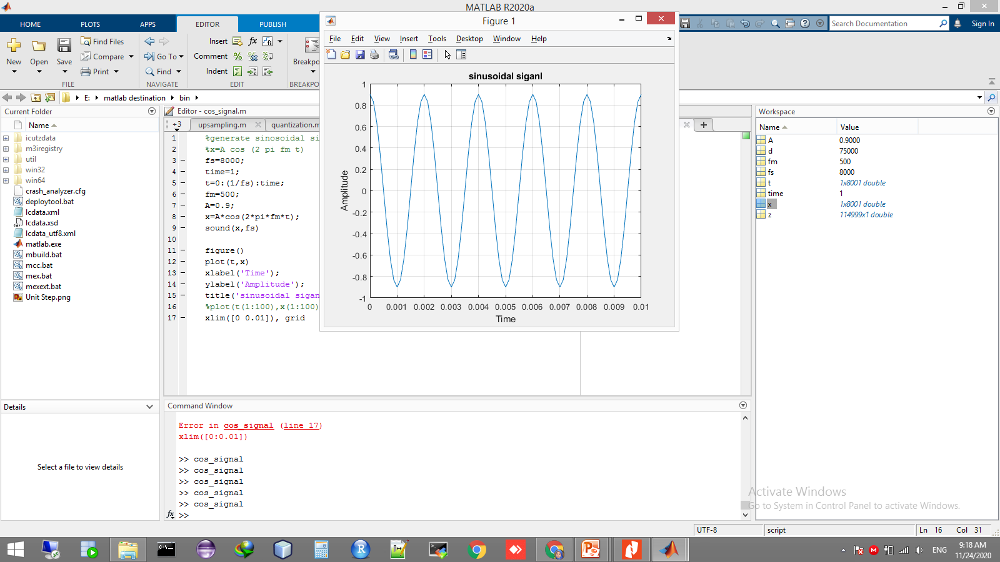 MATLAB R2020a
HOME PLOTS APPS EDITOR PUBLISH
Search Documentation
Sign In
New
Open
Save
Find Files
Compare
Print
FILE
Go To
Find
NAVIGATE
Insert fx
Comment
Indent
EDIT
Breakpo
BREAKPO
E: matlab destination bin
Current Folder
Name
icutzdata
m3iregistry
util
win32
win64
crash_analyzer.cfg
deploytool.bat
lcdata.xml
lcdata.xsd
lcdata_utf8.xml
matlab.exe
mbuild.bat
mcc.bat
mex.bat
mexext.bat
Unit Step.png
Details
Select a file to view details
Editor - cos_signal.m
+3 upsampling.m quantization.m
1 %generate sinosoidal si
2 %x=A cos (2 pi fm t)
3 fs=8000;
4 time=1;
5 t=0:(1/fs):time;
6 fm=500;
7 A=0.9;
8 x=A*cos(2*pi*fm*t);
9 sound(x,fs)
10
11 figure()
12 plot(t,x)
13 xlabel('Time');
14 ylabel('Amplitude');
15 title('sinusoidal sigan
16 %plot(t(1:100),x(1:100)
17 xlim([0 0.01]), grid
Figure 1
File Edit View Insert Tools Desktop Window Help
sinusoidal siganl
Amplitude
1
0.8
0.6
0.4
0.2
0
-0.2
-0.4
-0.6
-0.8
-1
0 0.001 0.002 0.003 0.004 0.005 0.006 0.007 0.008 0.009 0.01
Time
Command Window
Error in cos_signal (line 17)
xlim([0:0.01])
>> cos_signal
>> cos_signal
>> cos_signal
>> cos_signal
>> cos_signal
fx >>
Workspace
Name Value
A 0.9000
d 75000
fm 500
fs 8000
t 1x8001 double
time 1
x 1x8001 double
z 114999x1 double
Activate Windows
Go to System in Control Panel to activate Windows.
UTF-8 script Ln 16 Col 31
ENG
9:18 AM
11/24/2020